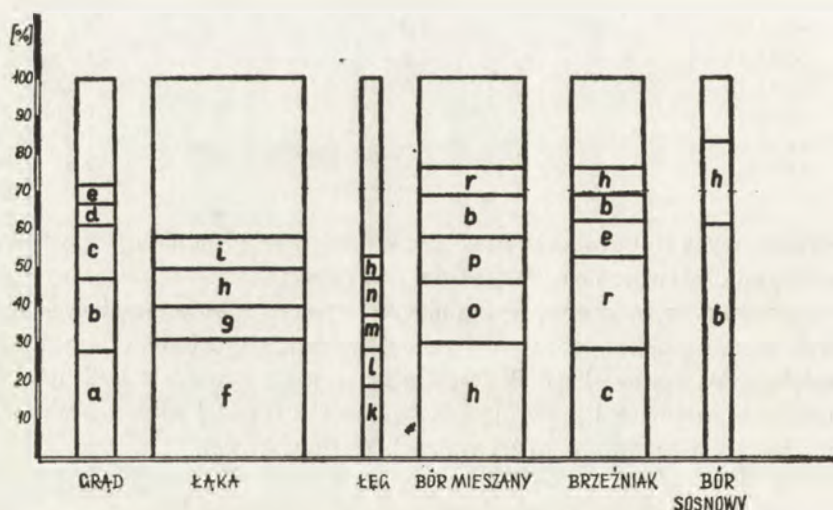 [%]
100
90
80
70
60
50
40
30
20
10
e
d
c
b
a
i
h
g
f
h
n
m
l
k
r
b
p
o
h
h
b
e
r
c
h
b
GRĄD ŁĄKA ŁĘG BÓR MIESZANY BRZEŹNIAK BÓR
SOSNOWY